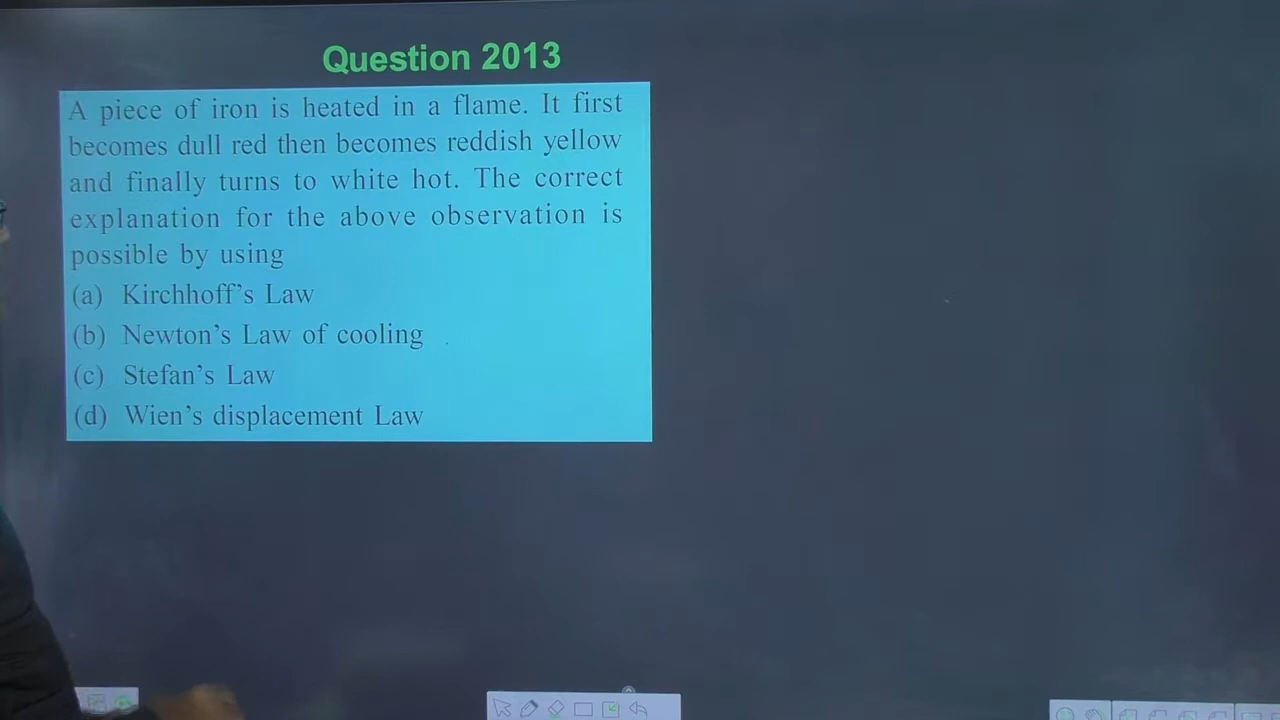 Question 2013
A piece of iron is heated in a flame. It first
becomes dull red then becomes reddish yellow
and finally turns to white hot. The correct
explanation for the above observation is
possible by using
(a) Kirchhoff's Law
(b) Newton's Law of cooling
(c) Stefan's Law
(d) Wien's displacement Law